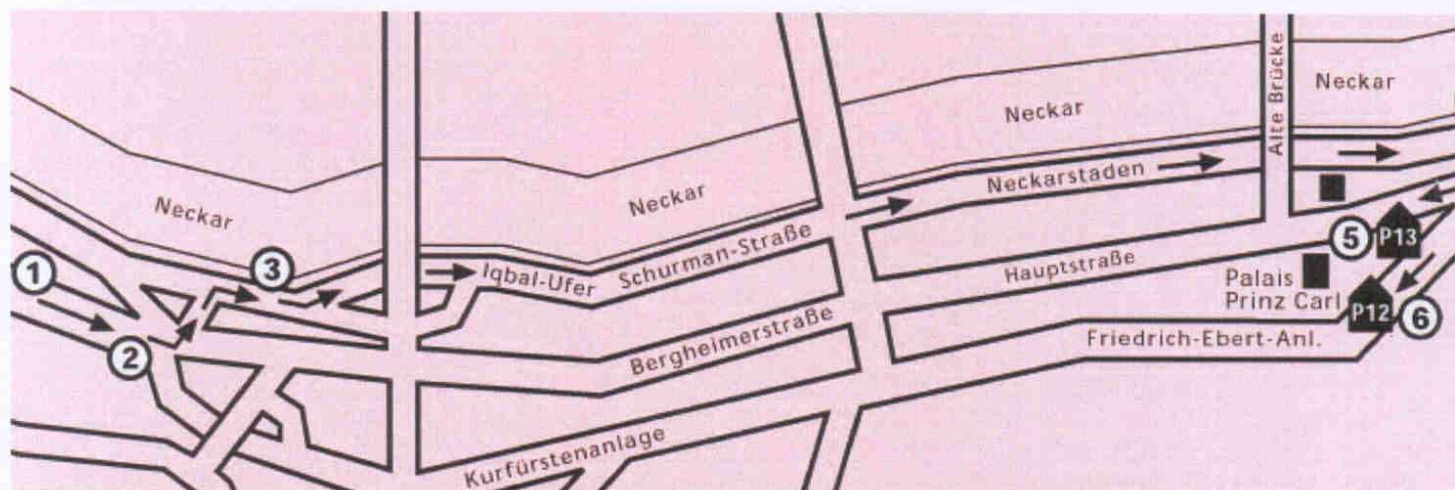 Neckar
Neckar
Neckar
Neckar
Alte Brücke
Neckarstaden
Iqbal-Ufer
Schurman-Straße
Hauptstraße
1
2
3
5
P13
Palais
Prinz Carl
P12
6
Bergheimerstraße
Friedrich-Ebert-Anl.
Kurfürstenanlage